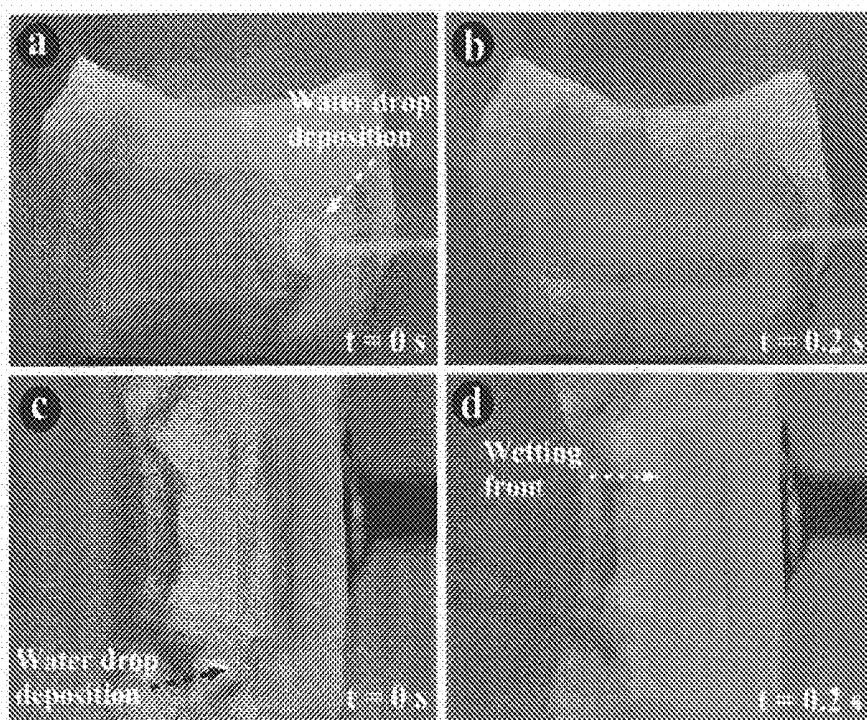 a
Water drop
deposition
t = 0 s
b
t = 0.2 s
c
Water drop
deposition
t = 0 s
d
Wetting
front
t = 0.2 s